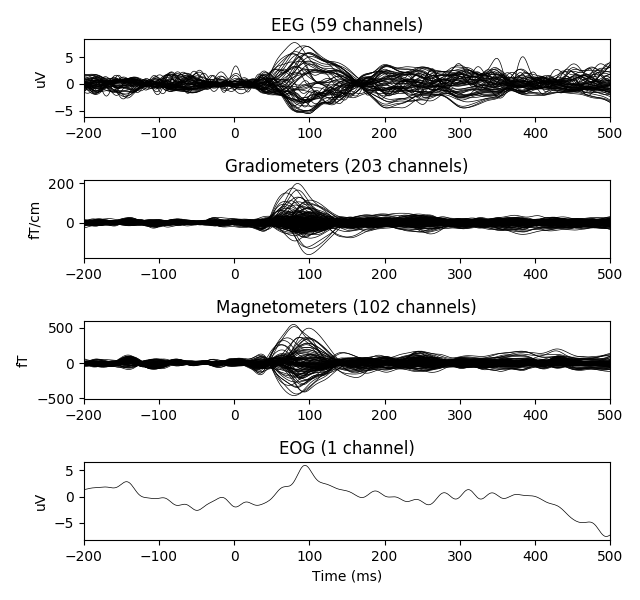 EEG (59 channels)
5
0
−5
uV
−200 −100 0 100 200 300 400 500
Gradiometers (203 channels)
200
0
fT/cm
−200 −100 0 100 200 300 400 500
Magnetometers (102 channels)
500
0
−500
fT
−200 −100 0 100 200 300 400 500
EOG (1 channel)
5
0
−5
uV
−200 −100 0 100 200 300 400 500
Time (ms)